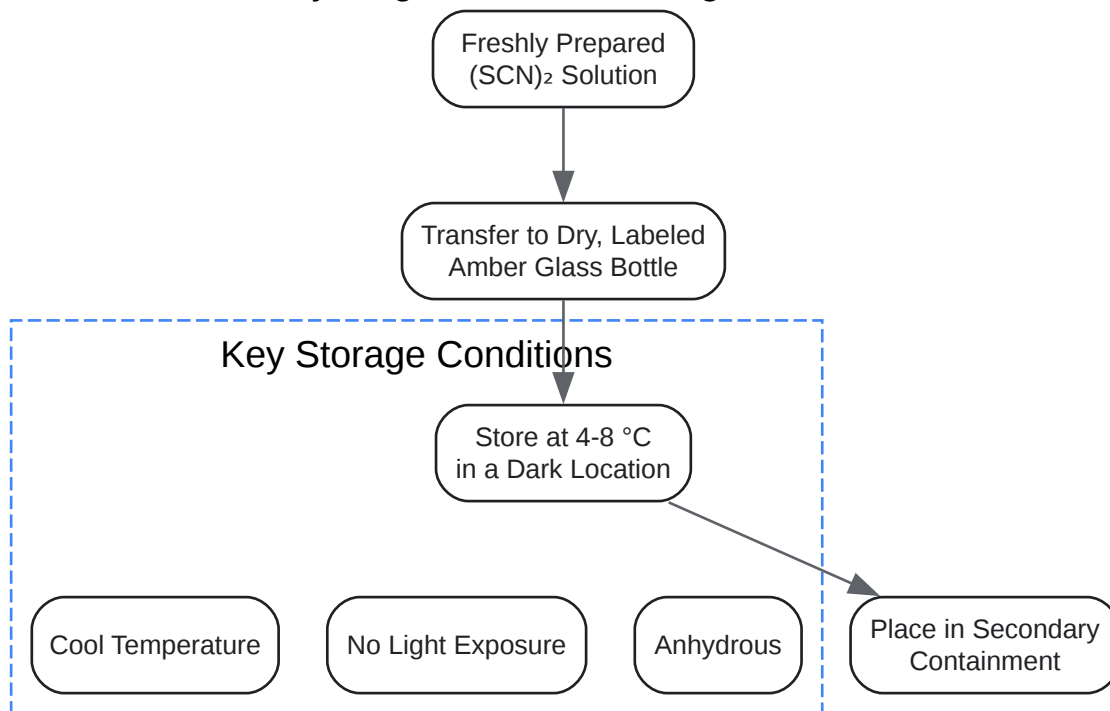 Freshly Prepared
(SCN)₂ Solution
Transfer to Dry, Labeled
Amber Glass Bottle
Key Storage Conditions
Store at 4-8 °C
in a Dark Location
Cool Temperature
No Light Exposure
Anhydrous
Place in Secondary
Containment